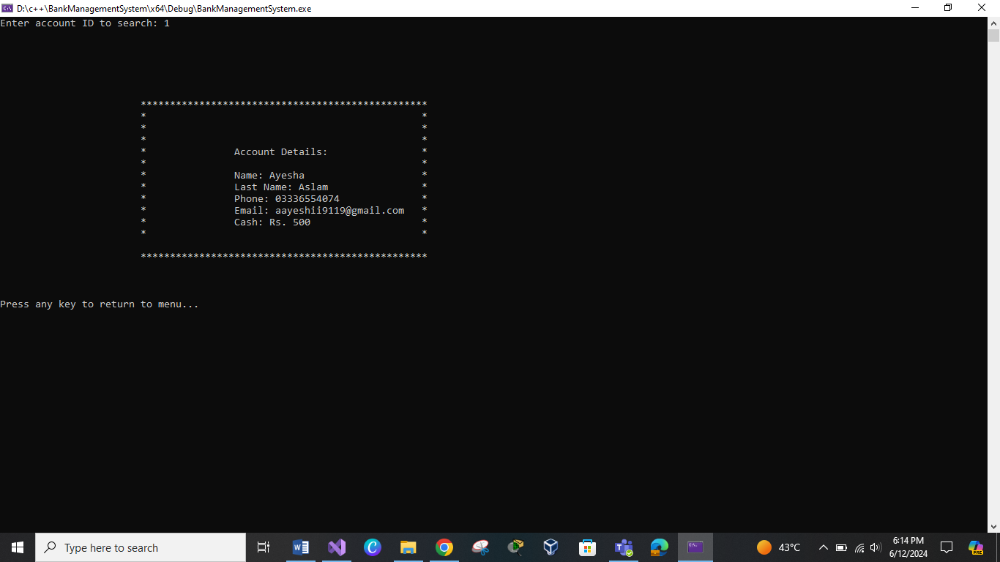 D:\c++\BankManagementSystem\x64\Debug\BankManagementSystem.exe
Enter account ID to search: 1
*************************************************
* *
* *
* *
* Account Details: *
* *
* Name: Ayesha *
* Last Name: Aslam *
* Phone: 03336554074 *
* Email: aayeshii9119@gmail.com *
* Cash: Rs. 500 *
* *
*************************************************
Press any key to return to menu...
Type here to search
43°C
6:14 PM
6/12/2024